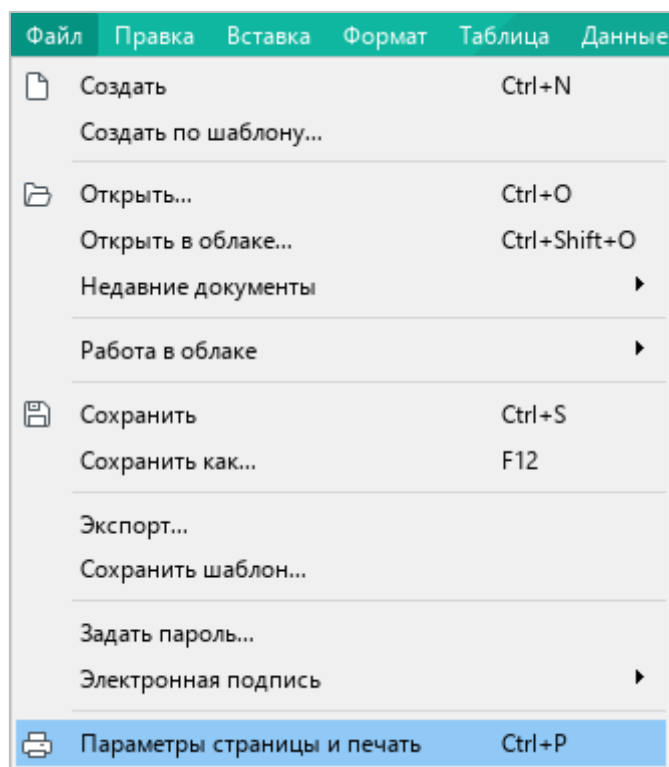 Файл Правка Вставка Формат Таблица Данные
Создать Ctrl+N
Создать по шаблону...
Открыть... Ctrl+O
Открыть в облаке... Ctrl+Shift+O
Недавние документы
Работа в облаке
Сохранить Ctrl+S
Сохранить как... F12
Экспорт...
Сохранить шаблон...
Задать пароль...
Электронная подпись
Параметры страницы и печать Ctrl+P